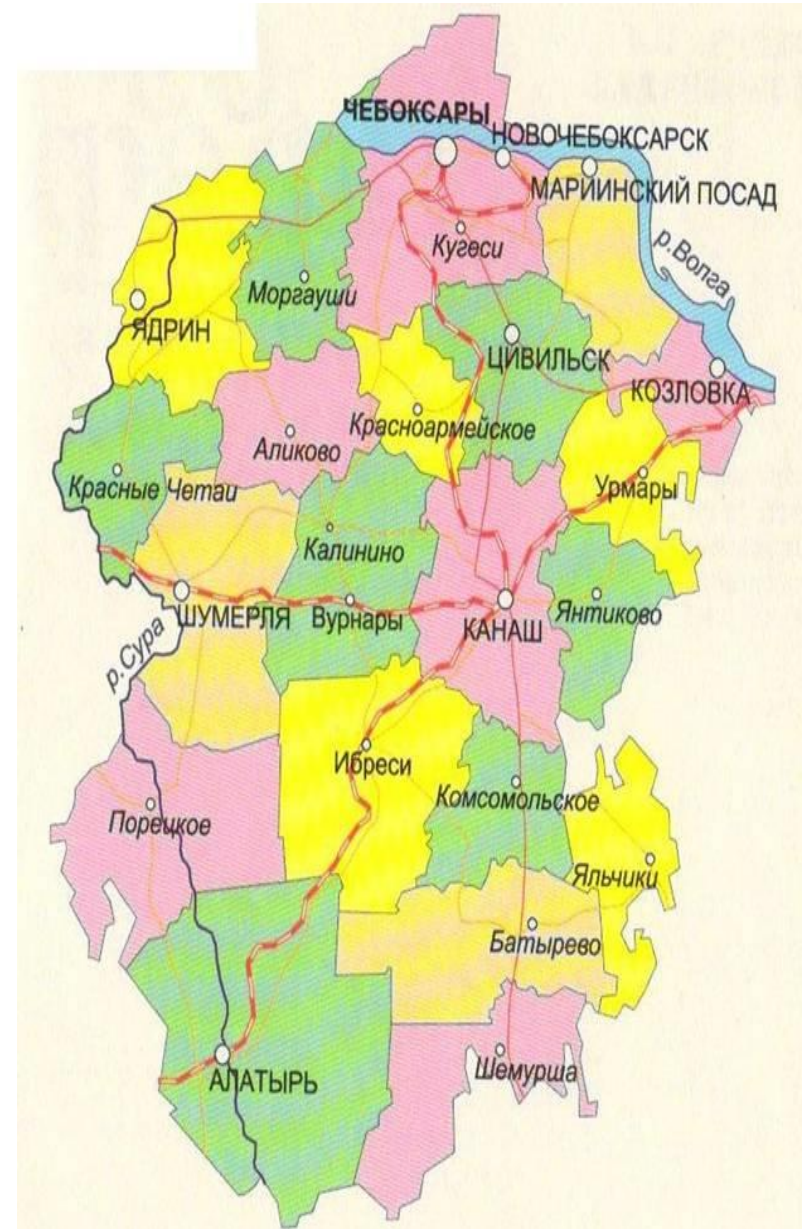 ЧЕБОКСАРЫ
НОВОЧЕБОКСАРСК
МАРИИНСКИЙ ПОСАД
Кугеси
р.Волга
Моргауши
ЯДРИН
ЦИВИЛЬСК
КОЗЛОВКА
Красноармейское
Аликово
Красные Четаи
Урмары
Калинино
ШУМЕРЛЯ
Вурнары
КАНАШ
Янтиково
р.Сура
Ибреси
Комсомольское
Порецкое
Яльчики
Батырево
Шемурша
АЛАТЫРЬ